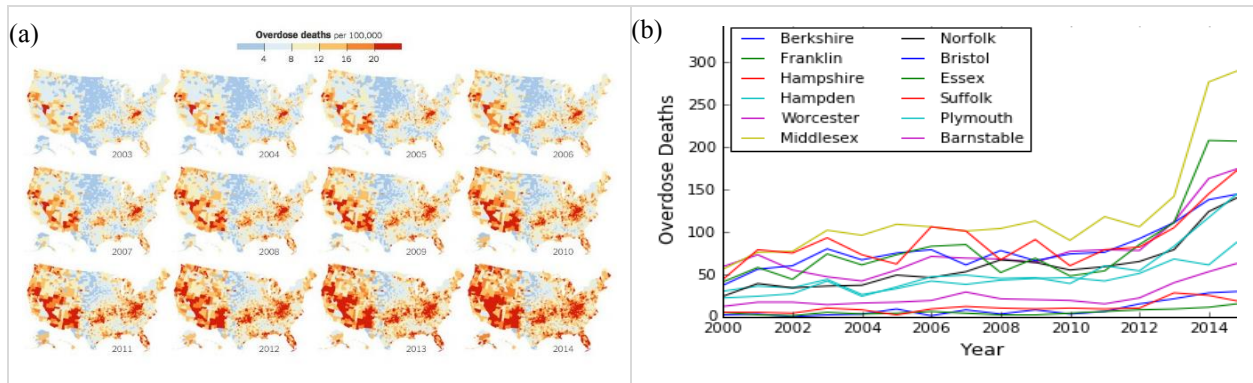 (a)
Overdose deaths per 100,000
4 8 12 16 20
2003 2004 2005 2006
2007 2008 2009 2010
2011 2012 2013 2014
(b)
Overdose Deaths
300
250
200
150
100
50
0
Berkshire
Franklin
Hampshire
Hampden
Worcester
Middlesex
Norfolk
Bristol
Essex
Suffolk
Plymouth
Barnstable
2000 2002 2004 2006 2008 2010 2012 2014
Year